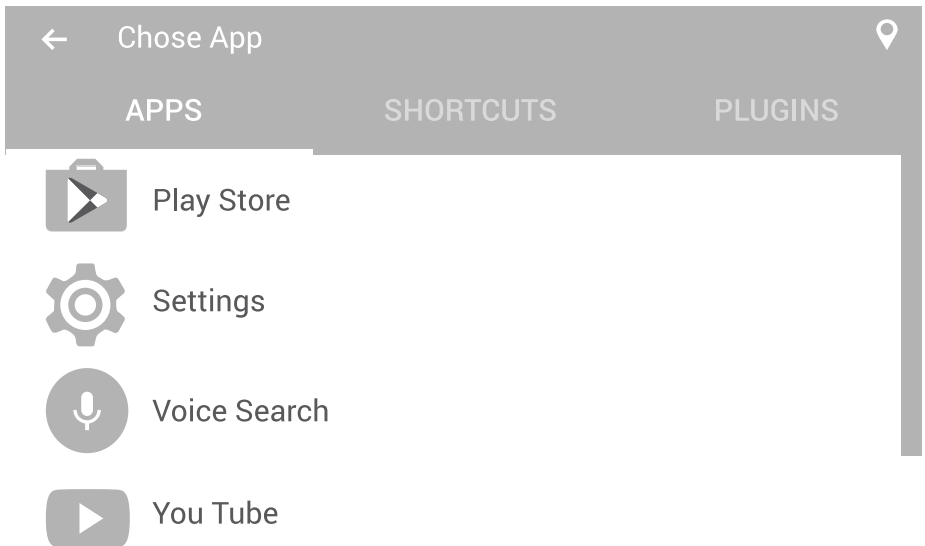 Chose App
APPS SHORTCUTS PLUGINS
Play Store
Settings
Voice Search
You Tube